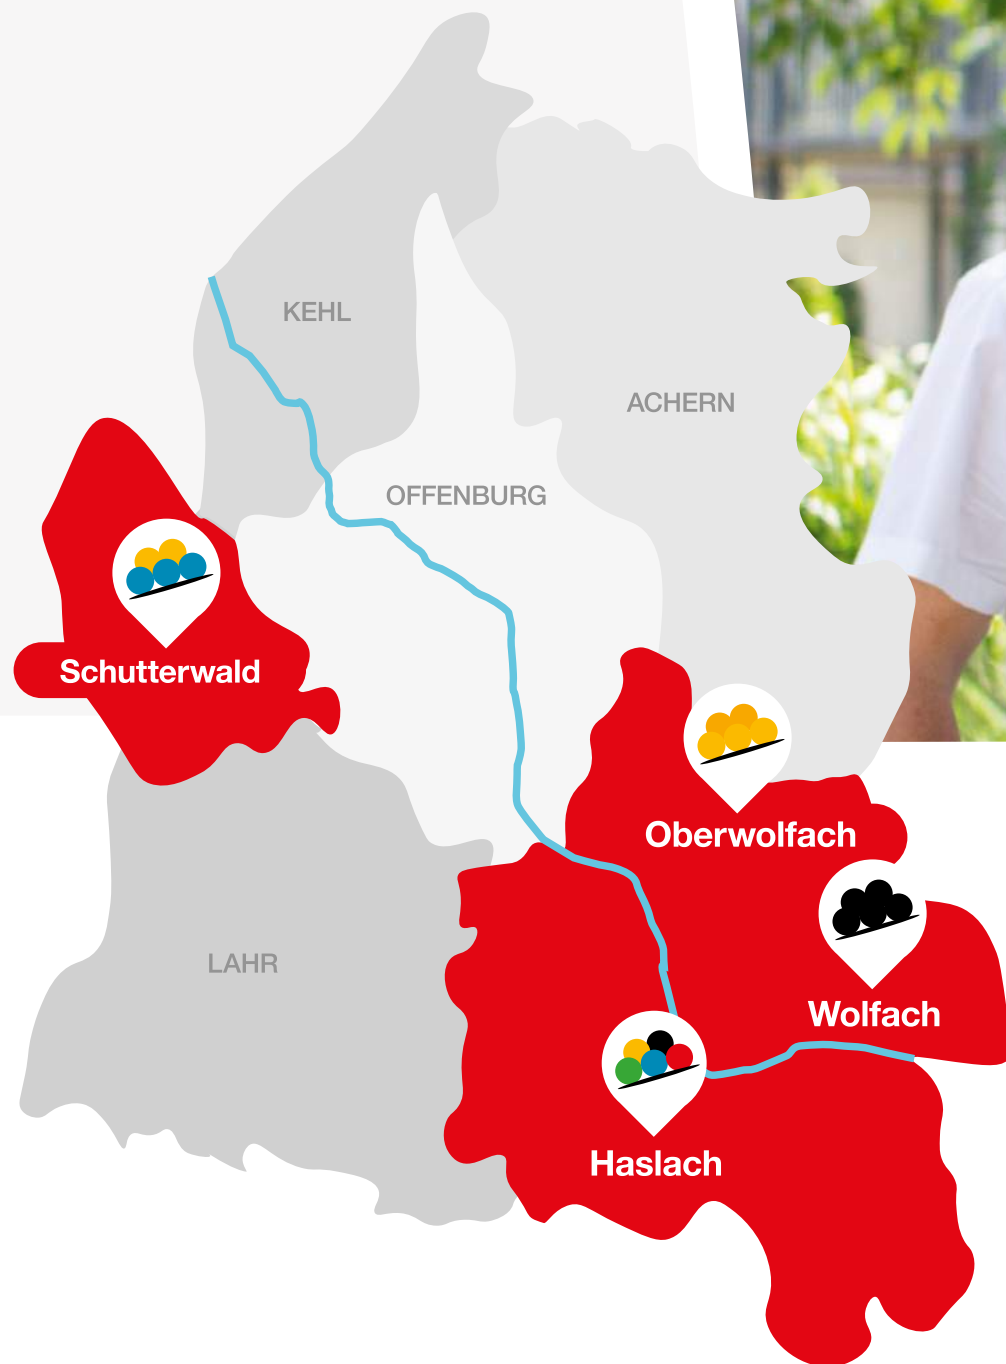 KEHL
ACHERN
OFFENBURG
Schutterwald
Oberwolfach
LAHR
Wolfach
Haslach